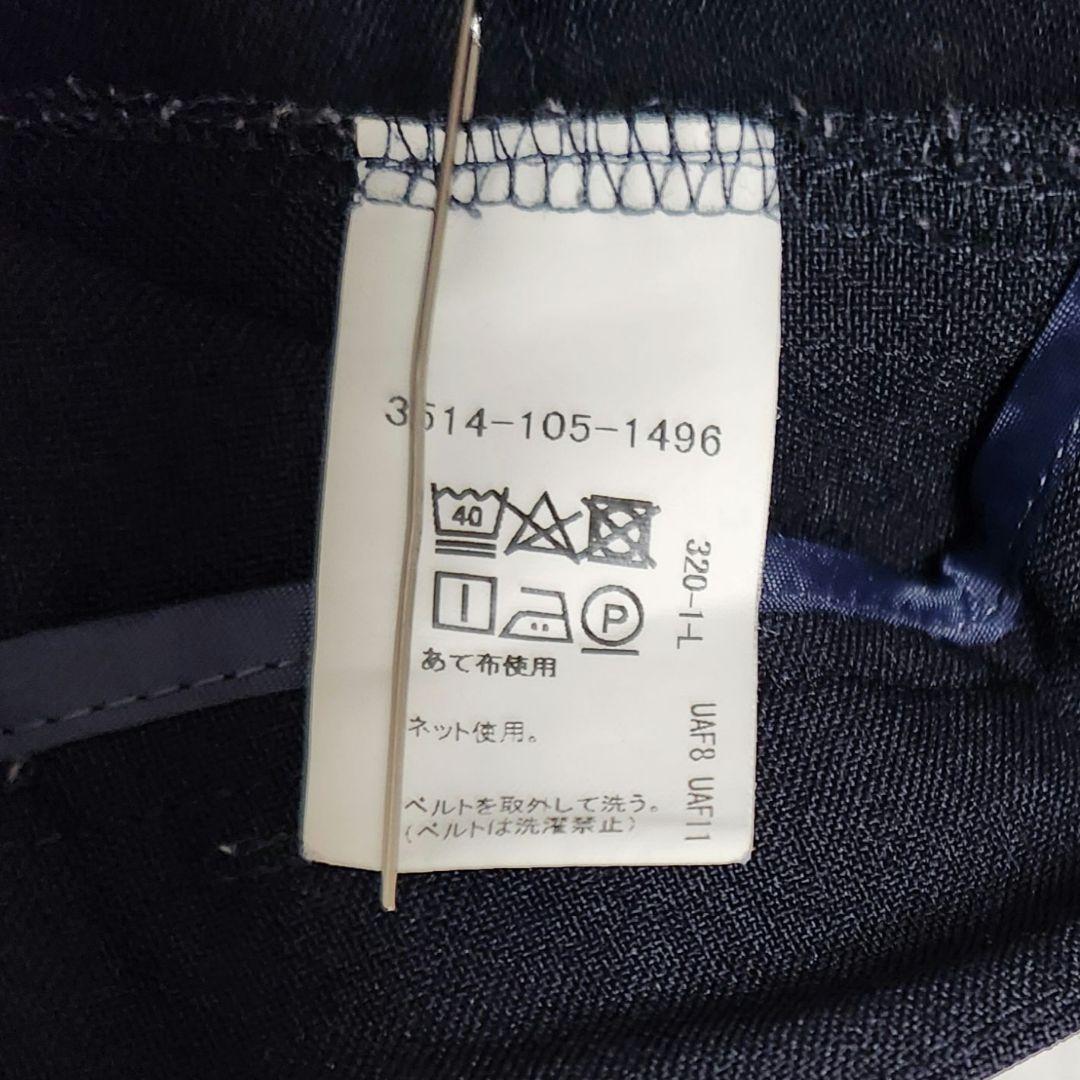 3514-105-1496
40
P
あて布使用
ネット使用。
ベルトを取外して洗う。
(ベルトは洗濯禁止)
320-1-L
UAF8 UAF11